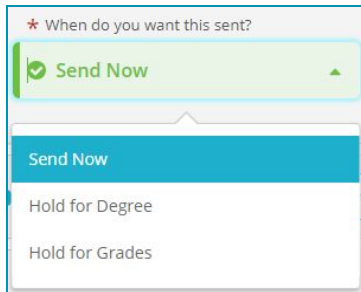 * When do you want this sent?
Send Now
Send Now
Hold for Degree
Hold for Grades